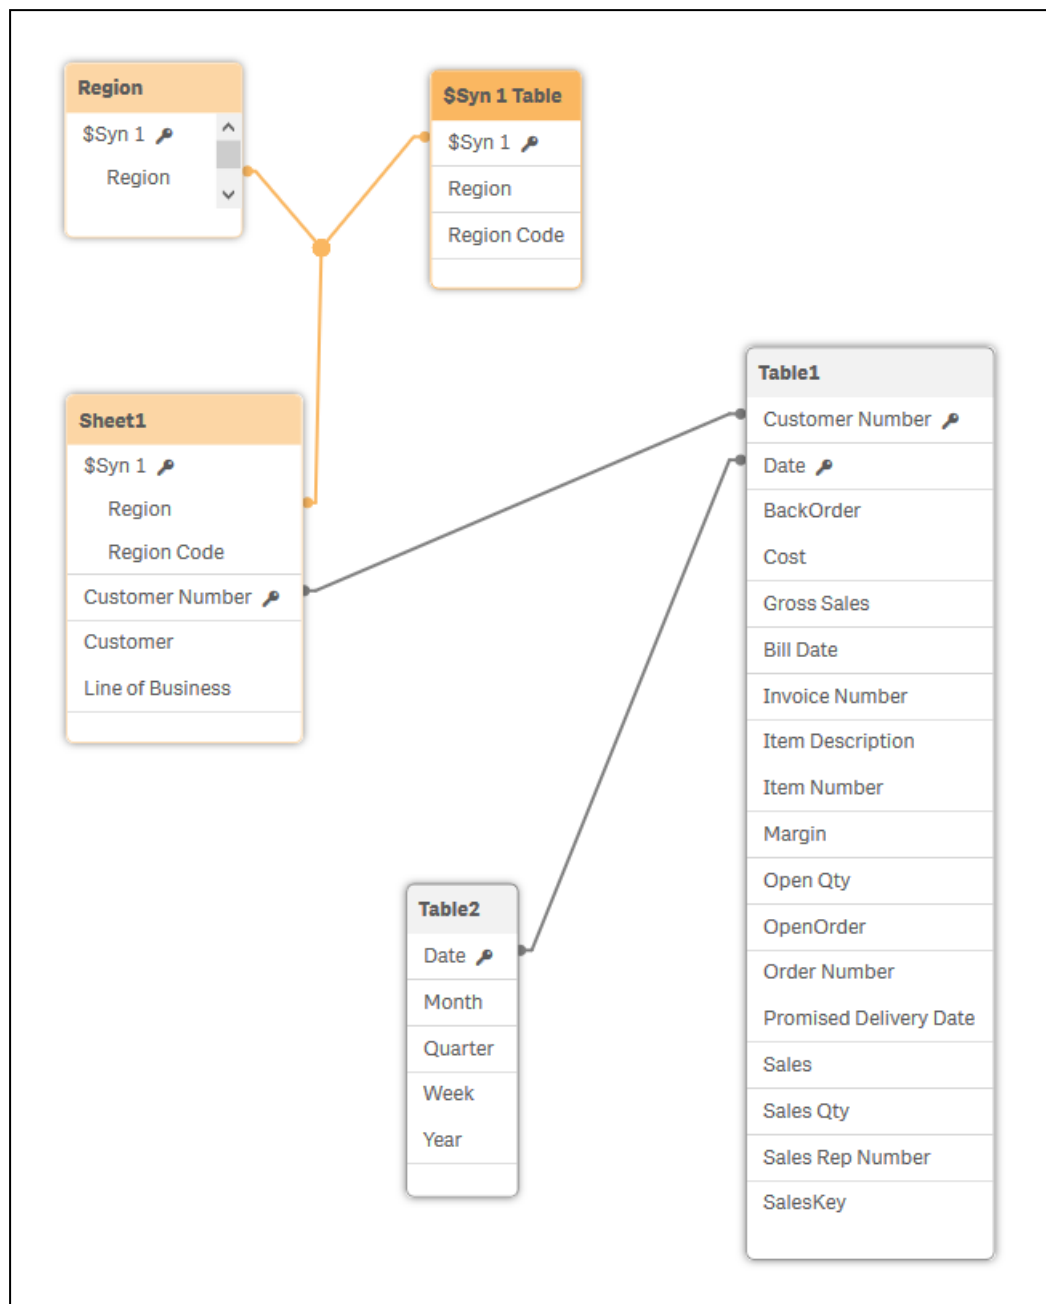 Region
$Syn 1
Region
$Syn 1 Table
$Syn 1
Region
Region Code
Sheet1
$Syn 1
Region
Region Code
Customer Number
Customer
Line of Business
Table1
Customer Number
Date
BackOrder
Cost
Gross Sales
Bill Date
Invoice Number
Item Description
Item Number
Margin
Open Qty
OpenOrder
Order Number
Promised Delivery Date
Sales
Sales Qty
Sales Rep Number
SalesKey
Table2
Date
Month
Quarter
Week
Year